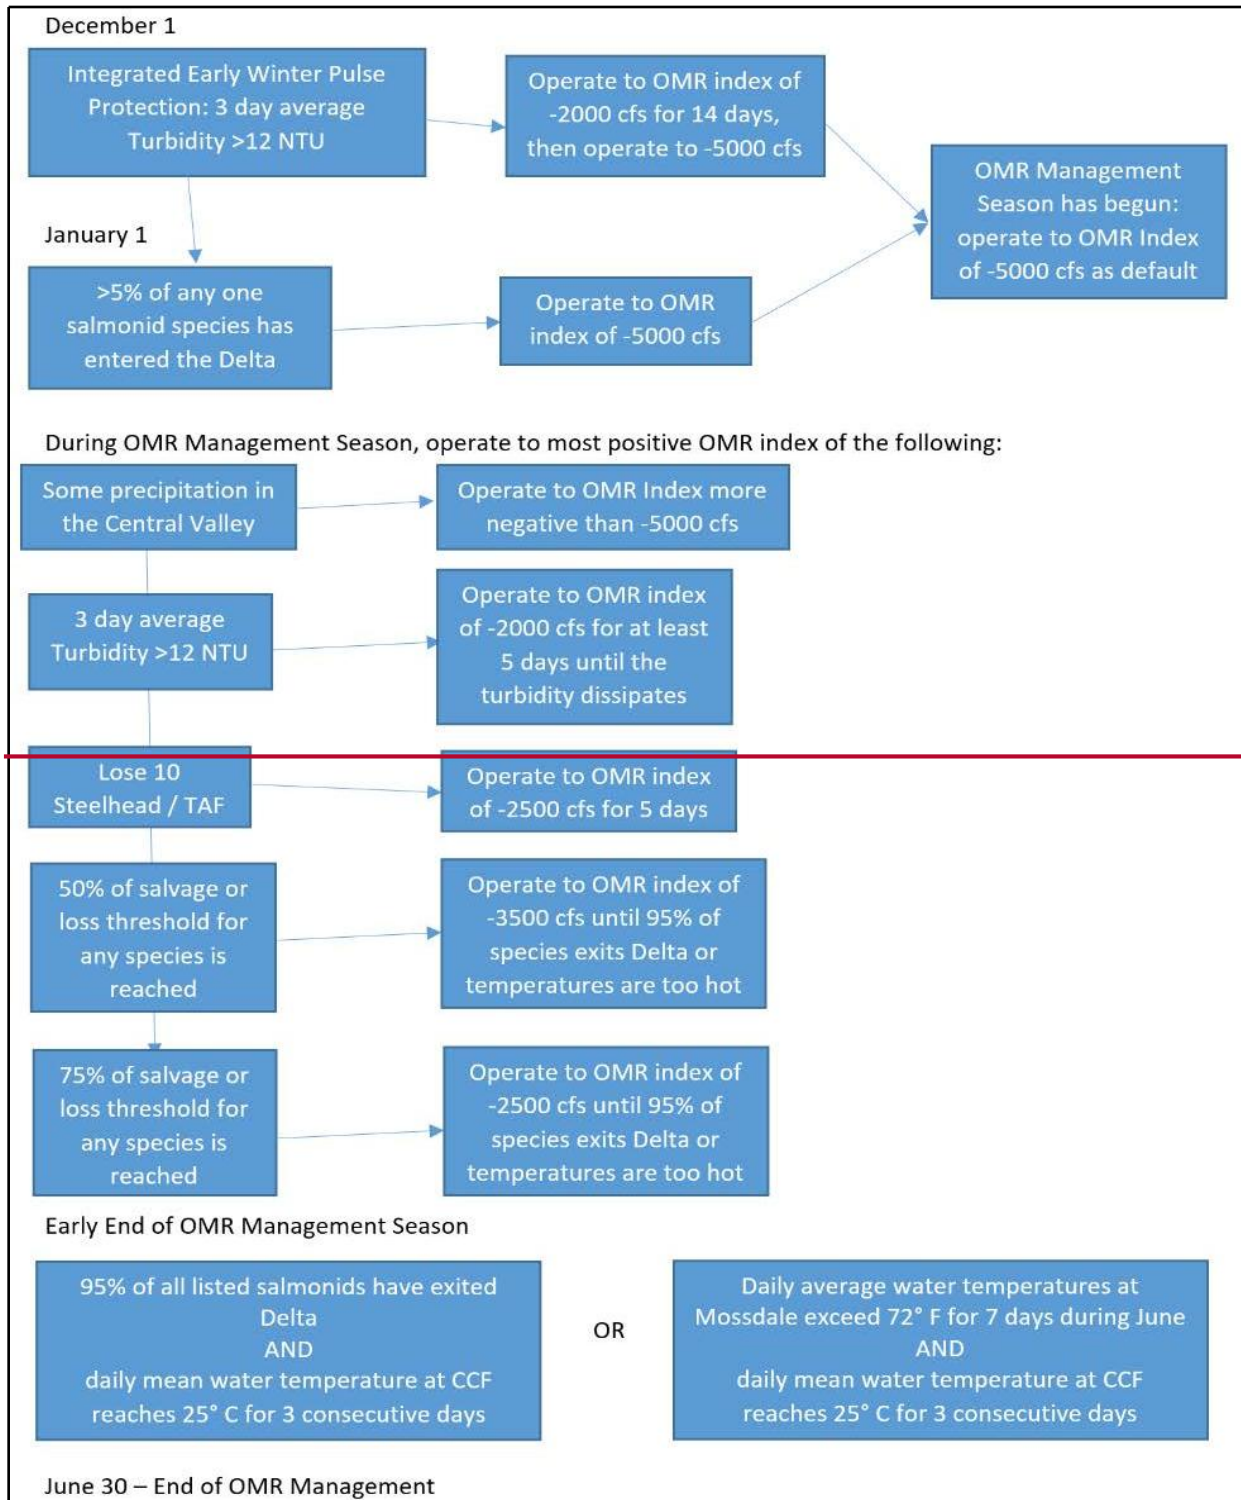 December 1
Integrated Early Winter Pulse
Protection: 3 day average
Turbidity >12 NTU
Operate to OMR index of
-2000 cfs for 14 days,
then operate to -5000 cfs
OMR Management
Season has begun:
operate to OMR Index
of -5000 cfs as default
January 1
>5% of any one
salmonid species has
entered the Delta
Operate to OMR
index of -5000 cfs
During OMR Management Season, operate to most positive OMR index of the following:
Some precipitation in
the Central Valley
Operate to OMR Index more
negative than -5000 cfs
3 day average
Turbidity >12 NTU
Operate to OMR index
of -2000 cfs for at least
5 days until the
turbidity dissipates
Lose 10
Steelhead / TAF
Operate to OMR index
of -2500 cfs for 5 days
50% of salvage or
loss threshold for
any species is
reached
Operate to OMR index of
-3500 cfs until 95% of
species exits Delta or
temperatures are too hot
75% of salvage or
loss threshold for
any species is
reached
Operate to OMR index of
-2500 cfs until 95% of
species exits Delta or
temperatures are too hot
Early End of OMR Management Season
95% of all listed salmonids have exited
Delta
AND
daily mean water temperature at CCF
reaches 25° C for 3 consecutive days
OR
Daily average water temperatures at
Mossdale exceed 72° F for 7 days during June
AND
daily mean water temperature at CCF
reaches 25° C for 3 consecutive days
June 30 – End of OMR Management